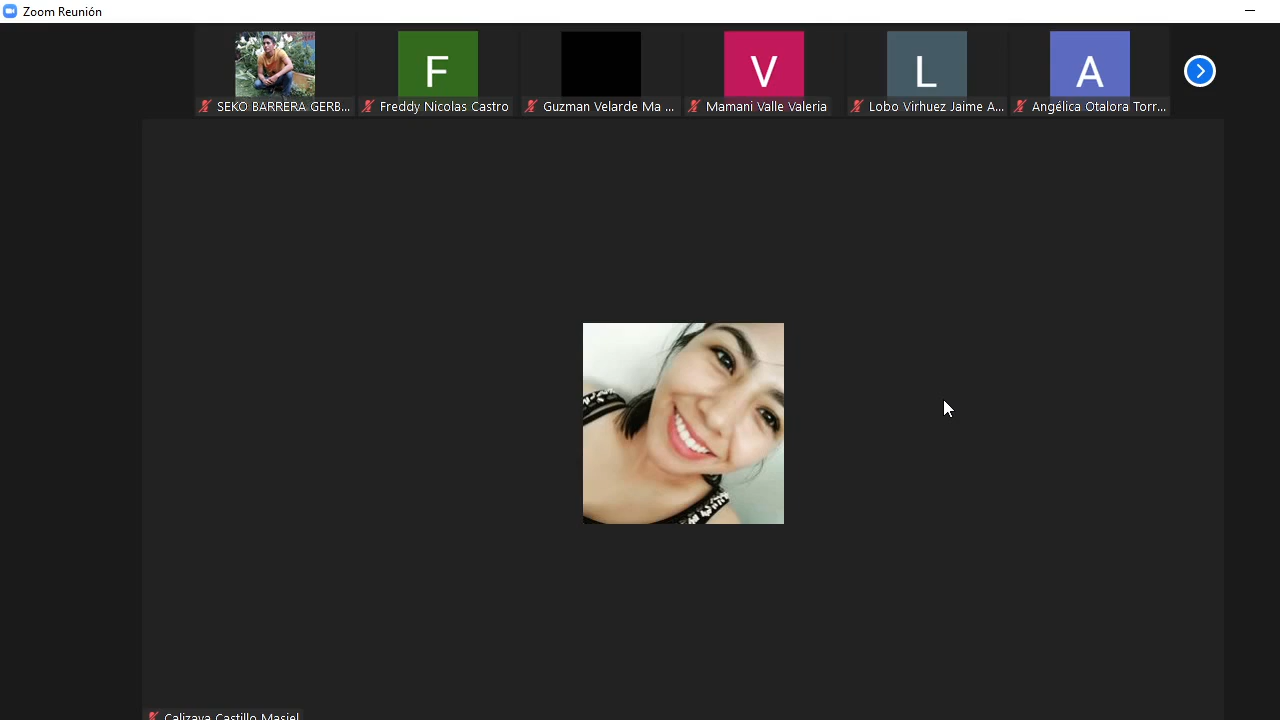 Zoom Reunión
F
V
L
A
SEKO BARRERA GERB...
Freddy Nicolas Castro
Guzman Velarde Ma ...
Mamani Valle Valeria
Lobo Virhuez Jaime A...
Angélica Otalora Torr...
Calizaya Castillo Masiel